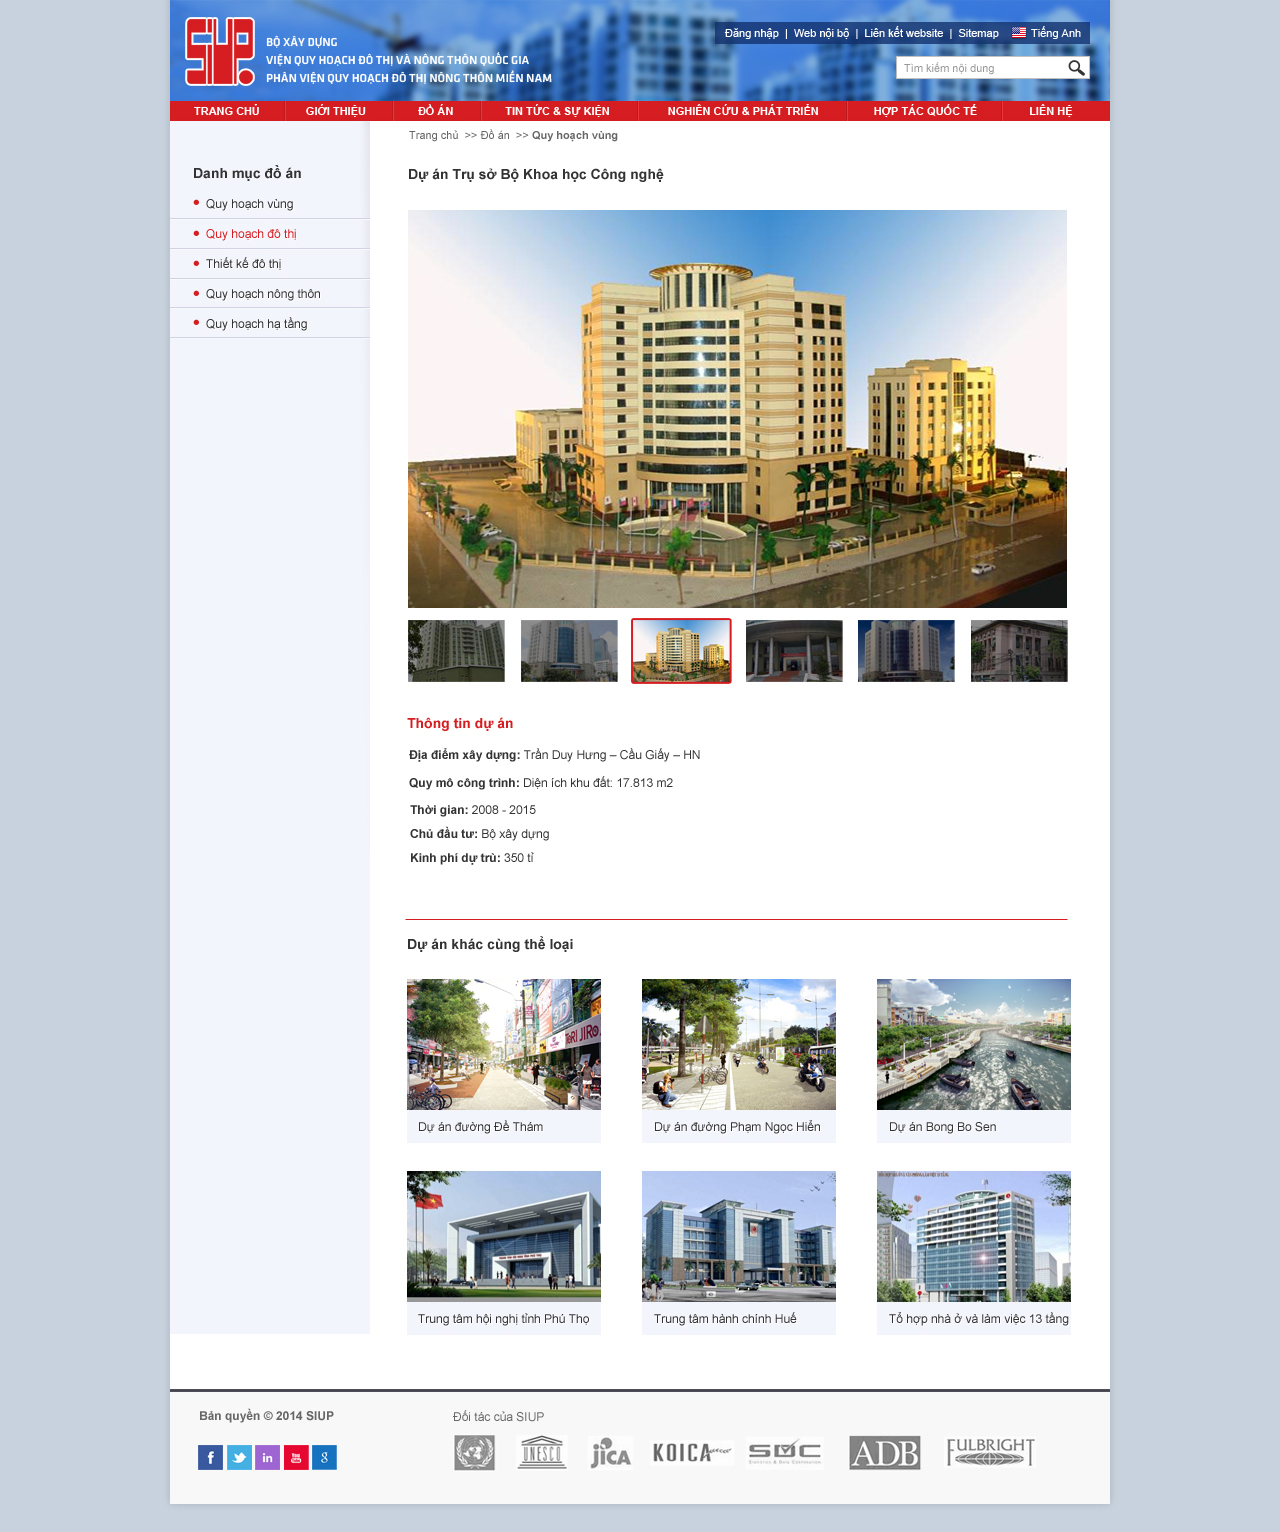 SIUP
BỘ XÂY DỰNG
VIỆN QUY HOẠCH ĐÔ THỊ VÀ NÔNG THÔN QUỐC GIA
PHÂN VIỆN QUY HOẠCH ĐÔ THỊ NÔNG THÔN MIỀN NAM
Đăng nhập | Web nội bộ | Liên kết website | Sitemap Tiếng Anh
Tìm kiếm nội dung
TRANG CHỦ GIỚI THIỆU ĐỒ ÁN TIN TỨC & SỰ KIỆN NGHIÊN CỨU & PHÁT TRIỂN HỢP TÁC QUỐC TẾ LIÊN HỆ
Trang chủ >> Đồ án >> Quy hoạch vùng
Danh mục đồ án
Quy hoạch vùng
Quy hoạch đô thị
Thiết kế đô thị
Quy hoạch nông thôn
Quy hoạch hạ tầng
Dự án Trụ sở Bộ Khoa học Công nghệ
Thông tin dự án
Địa điểm xây dựng: Trần Duy Hưng – Cầu Giấy – HN
Quy mô công trình: Diện ích khu đất: 17.813 m2
Thời gian: 2008 - 2015
Chủ đầu tư: Bộ xây dựng
Kinh phí dự trù: 350 tỉ
Dự án khác cùng thể loại
TORI JIRO
Dự án đường Đề Thám
Dự án đường Phạm Ngọc Hiển
Dự án Bong Bo Sen
Trung tâm hội nghị tỉnh Phú Thọ
Trung tâm hành chính Huế
Tổ hợp nhà ở và làm việc 13 tầng
Bản quyền © 2014 SIUP
f in You g
Đối tác của SIUP
UNESCO JICA KOICA SDC ADB FULBRIGHT
Statistics & Data Corporation